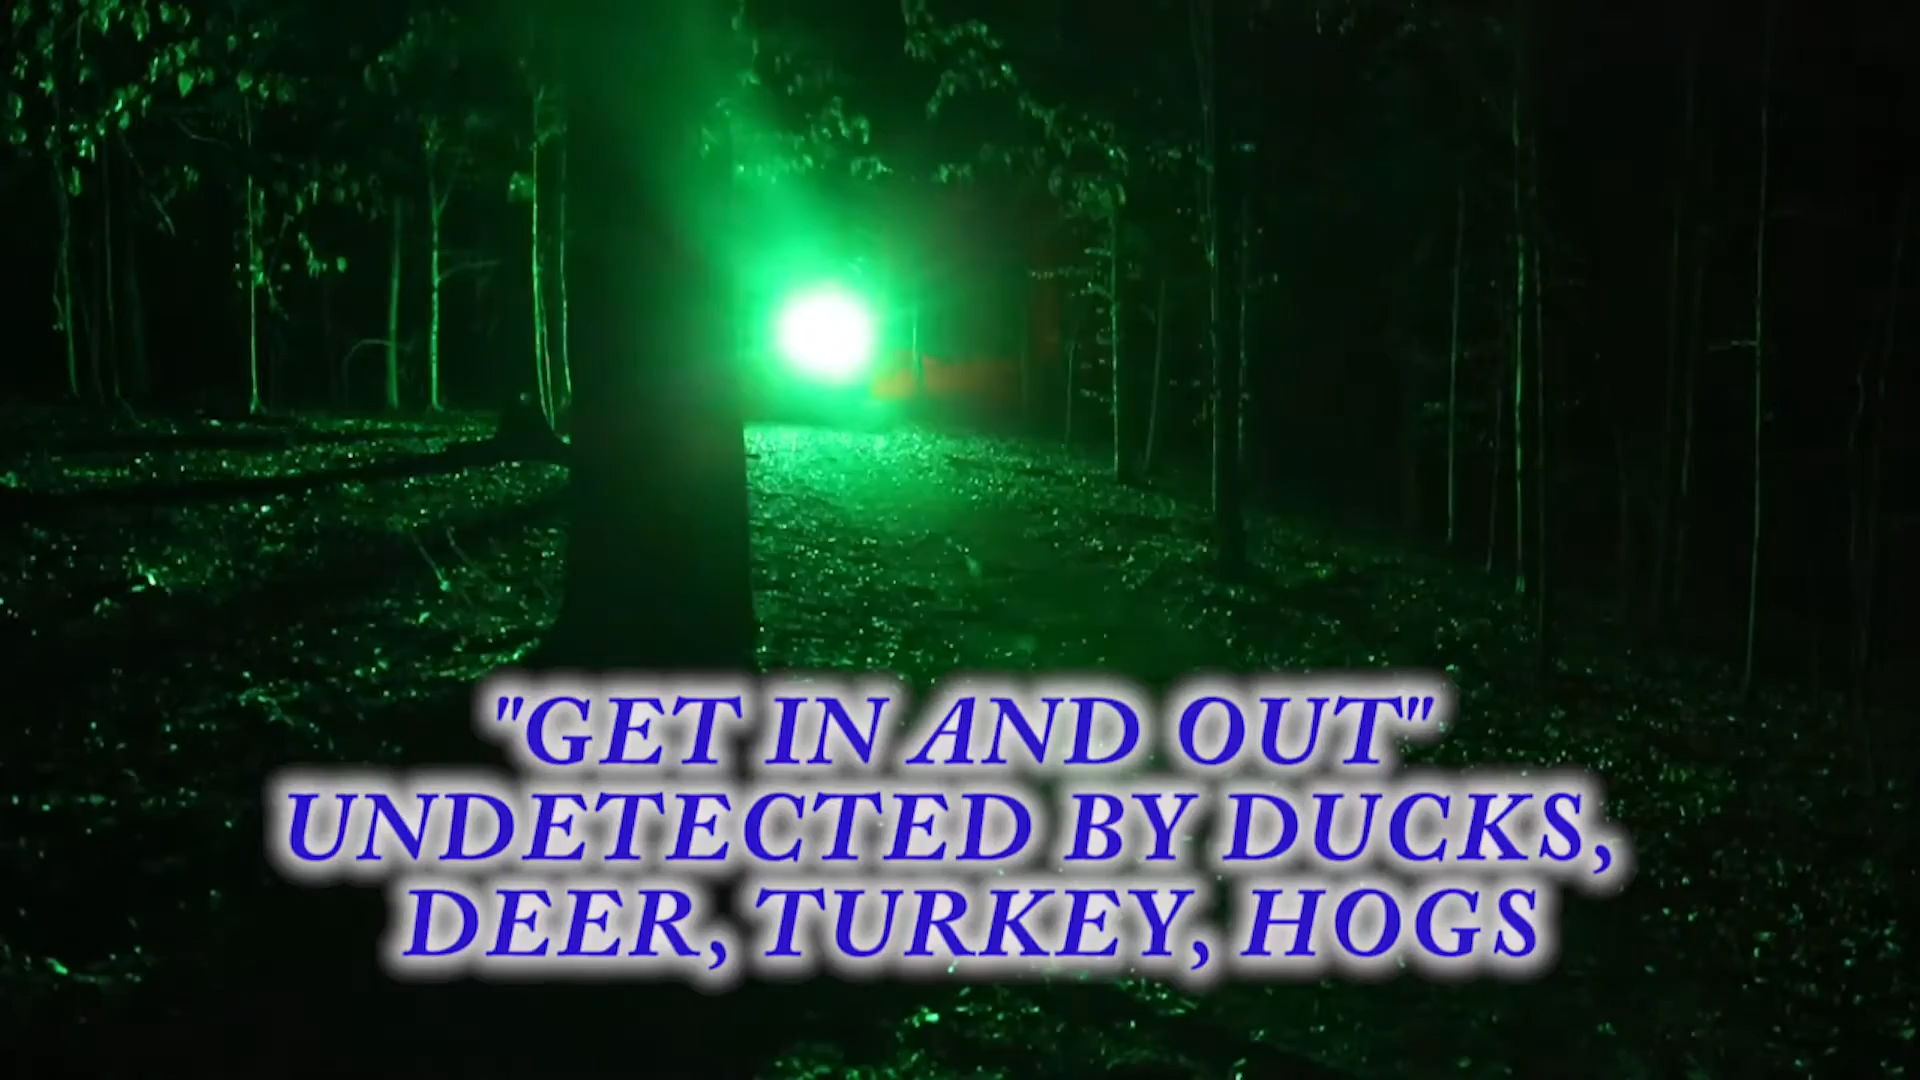 "GET IN AND OUT"
UNDETECTED BY DUCKS,
DEER, TURKEY, HOGS